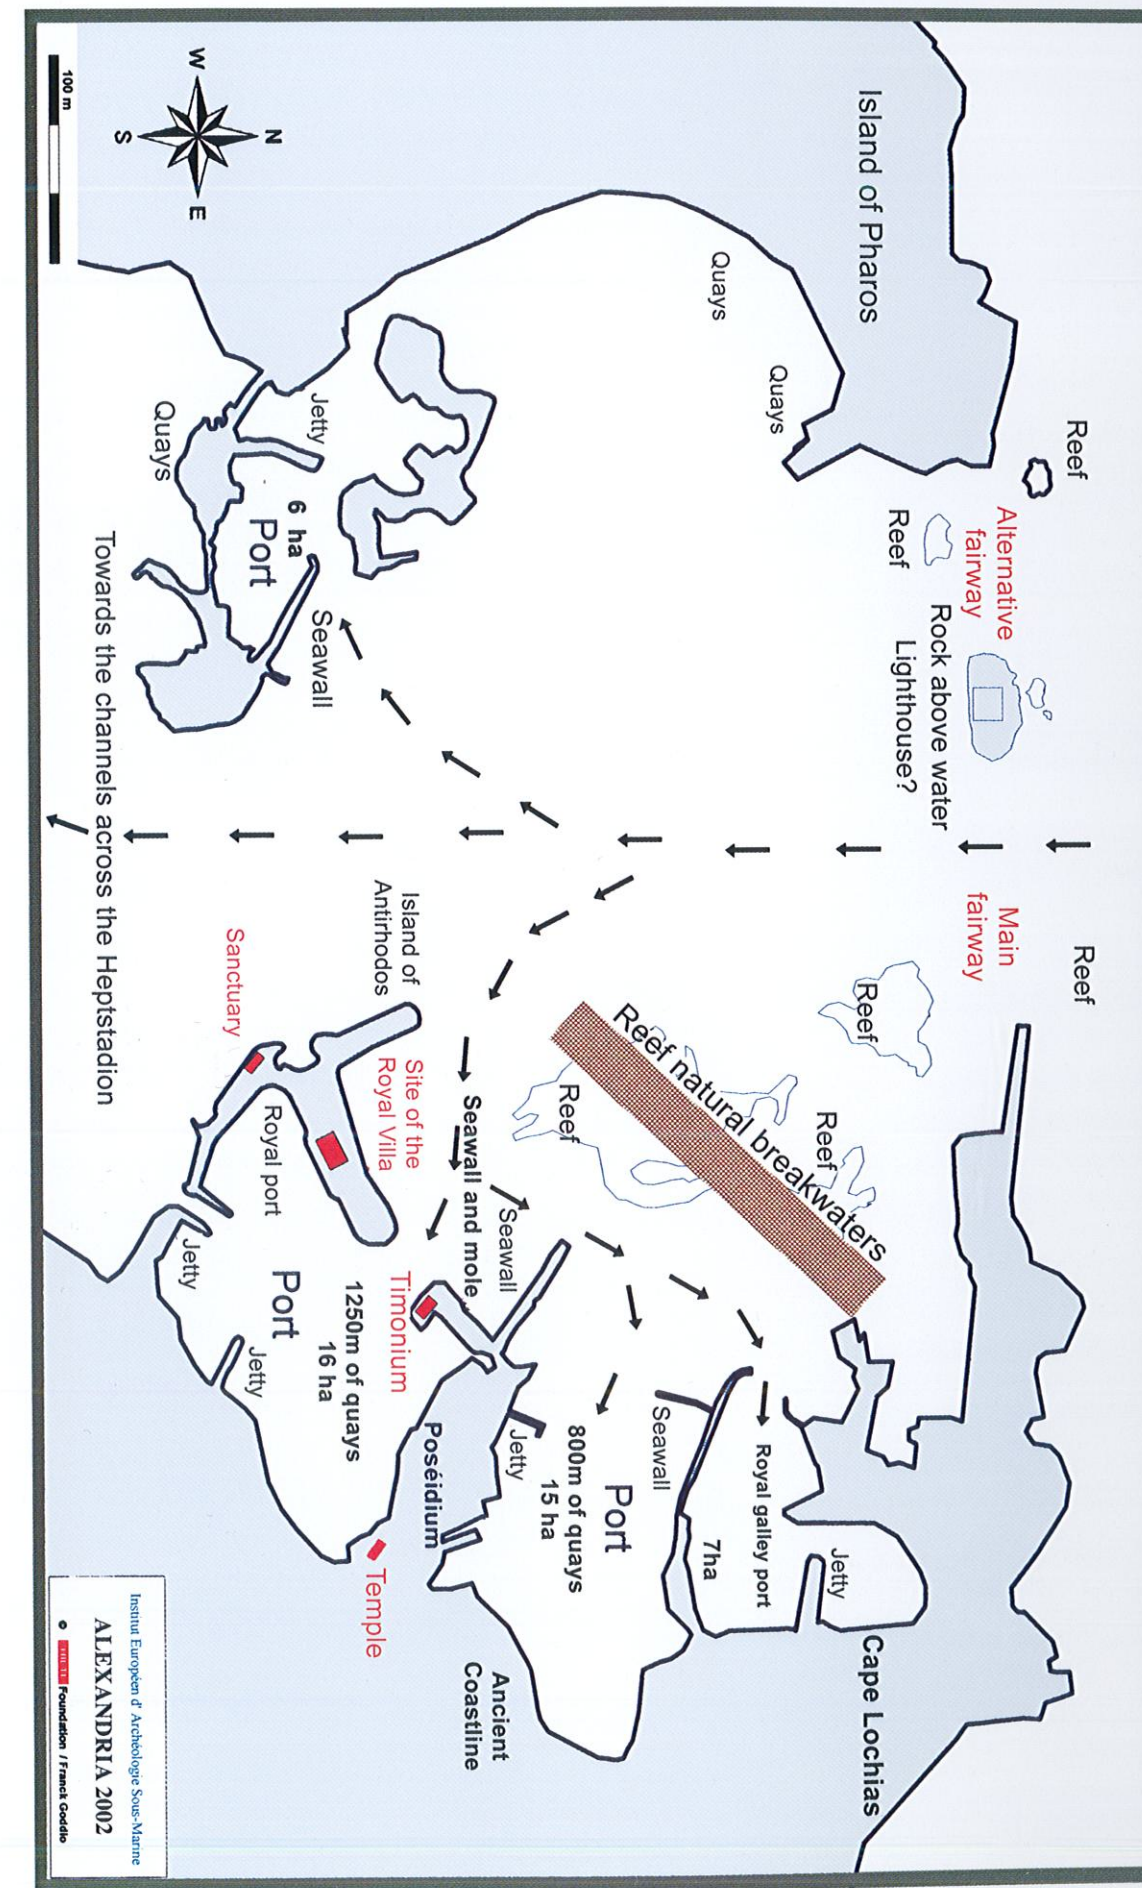 Island of Pharos
Reef
Alternative
fairway
Reef
Rock above water
Lighthouse?
Main
fairway
Reef
Reef
Quays
Quays
W
N
S
E
100 m
Jetty
Quays
6 ha
Port
Seawall
Towards the channels across the Heptstadion
Island of
Antirhodos
Sanctuary
Site of the
Royal Villa
Royal port
Reef natural breakwaters
Reef
Reef
Seawall and mole
Seawall
Timonium
Jetty
Port
Jetty
1250m of quays
16 ha
Poséidium
Temple
Jetty
800m of quays
15 ha
Port
Seawall
Royal galley port
7ha
Jetty
Cape Lochias
Ancient
Coastline
Institut Européen d' Archéologie Sous-Marine
ALEXANDRIA 2002
© HILTI Foundation / Franck Goddio